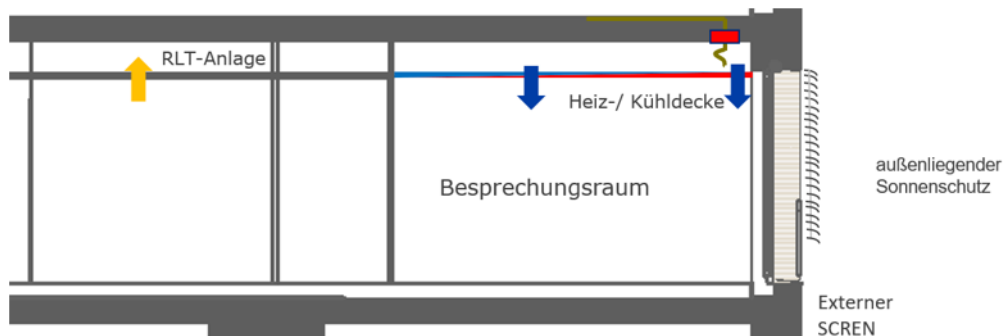 RLT-Anlage
Heiz-/ Kühldecke
Besprechungsraum
außenliegender
Sonnenschutz
Externer
SCREN